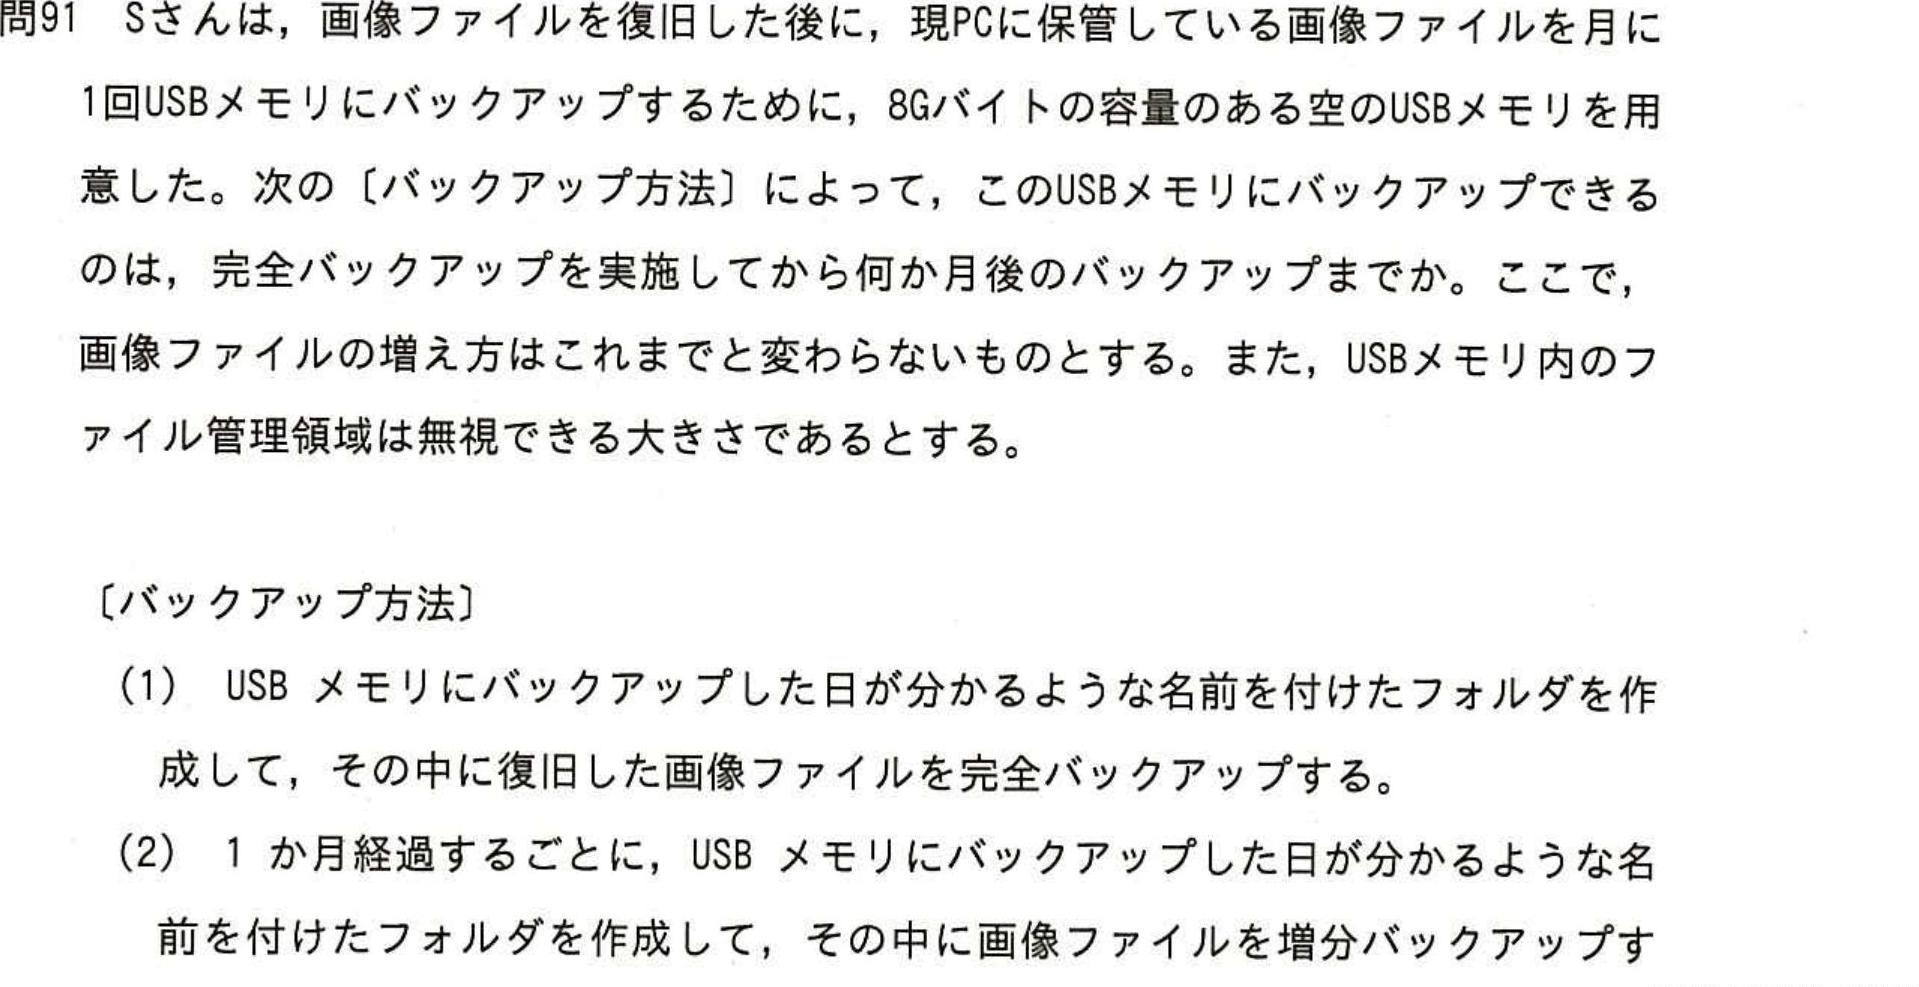 問91　Sさんは，画像ファイルを復旧した後に，現PCに保管している画像ファイルを月に
1回USBメモリにバックアップするために，8Gバイトの容量のある空のUSBメモリを用
意した。次の〔バックアップ方法〕によって，このUSBメモリにバックアップできる
のは，完全バックアップを実施してから何か月後のバックアップまでか。ここで，
画像ファイルの増え方はこれまでと変わらないものとする。また，USBメモリ内のフ
ァイル管理領域は無視できる大きさであるとする。
〔バックアップ方法〕
(1)　USB メモリにバックアップした日が分かるような名前を付けたフォルダを作
成して，その中に復旧した画像ファイルを完全バックアップする。
(2)　1 か月経過するごとに，USB メモリにバックアップした日が分かるような名
前を付けたフォルダを作成して，その中に画像ファイルを増分バックアップす